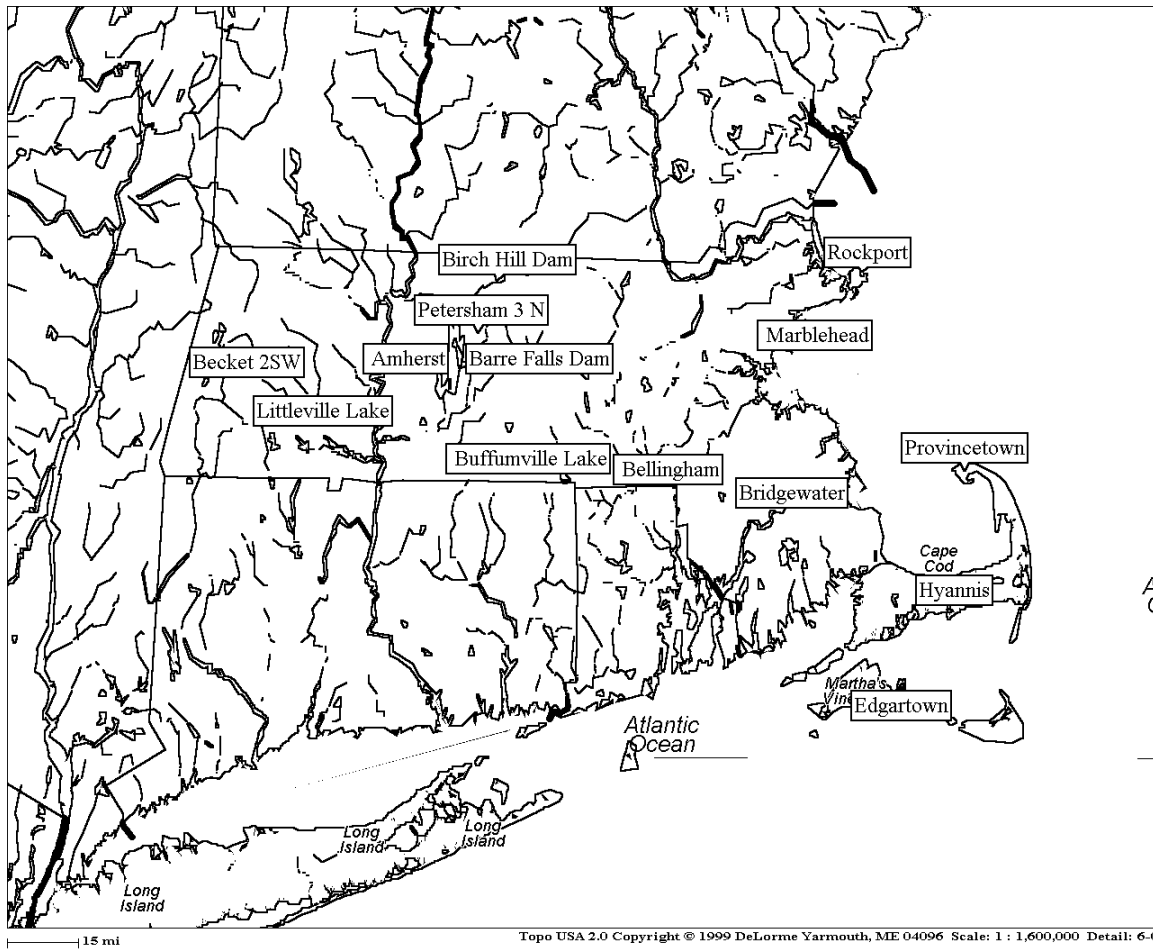 Birch Hill Dam
Rockport
Petersham 3 N
Marblehead
Becket 2SW
Amherst
Barre Falls Dam
Littleville Lake
Buffumville Lake
Bellingham
Provincetown
Bridgewater
Cape
Cod
Hyannis
A
Martha's
Vine
Edgartown
Atlantic
Ocean
Long
Island
Long
Island
Long
Island
15 mi
Topo USA 2.0 Copyright © 1999 DeLorme Yarmouth, ME 04096 Scale: 1 : 1,600,000 Detail: 6-